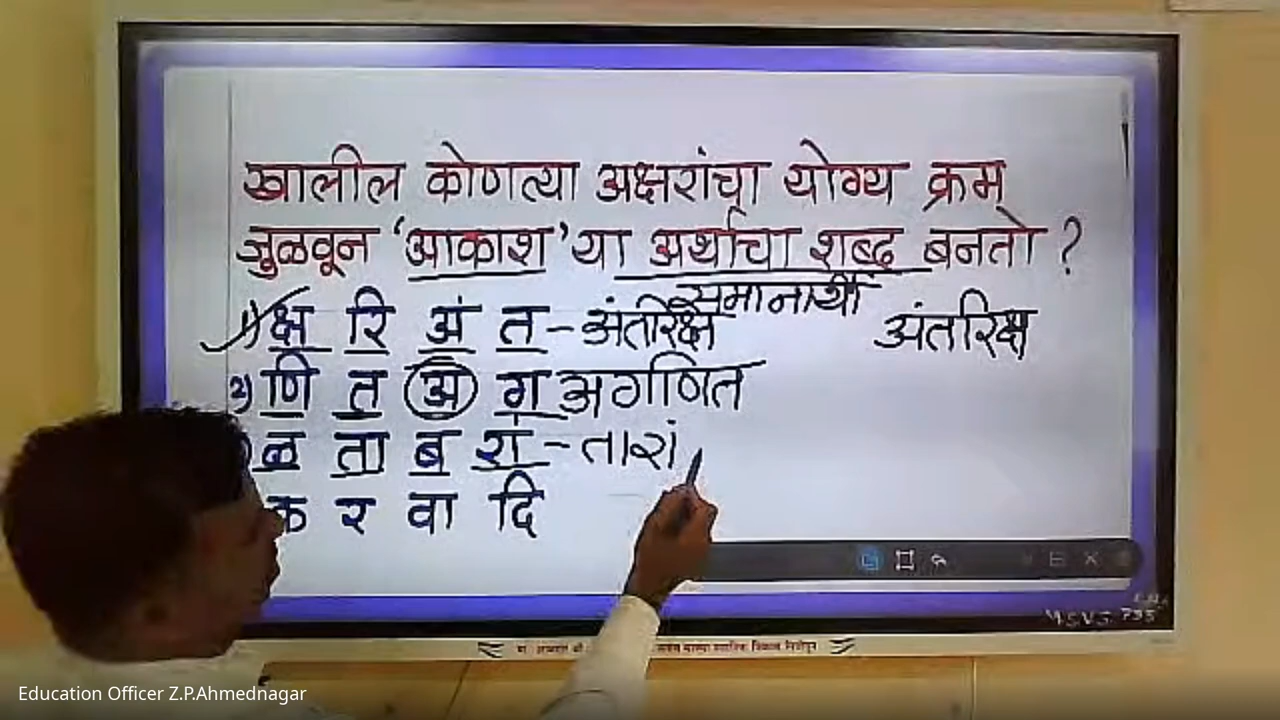 खालील कोणत्या अक्षरांचा योग्य क्रम
जुळवून ‘आकाश’ या अर्थाचा शब्द बनतो ?
समानार्थी
१) क्ष रि अं त – अंतरिक्ष अंतरिक्ष
२) णि त अ ग अगणित
ळ ता ब रां – तारां
क र वा दि
Education Officer Z.P.Ahmednagar